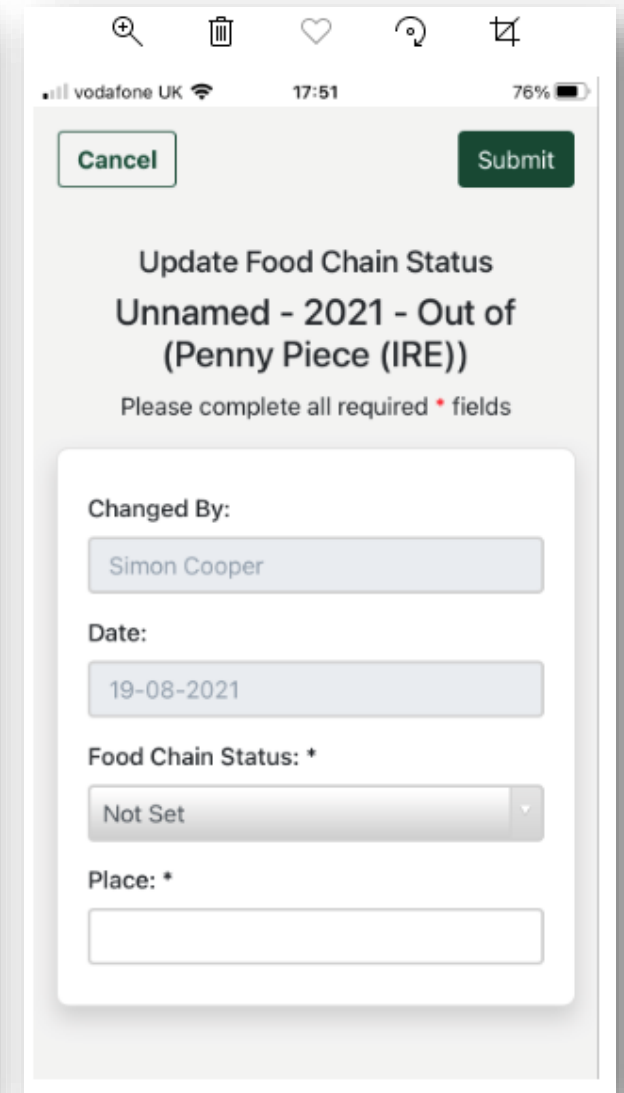 vodafone UK 17:51 76%
Cancel Submit
Update Food Chain Status
Unnamed - 2021 - Out of
(Penny Piece (IRE))
Please complete all required * fields
Changed By:
Simon Cooper
Date:
19-08-2021
Food Chain Status: *
Not Set
Place: *